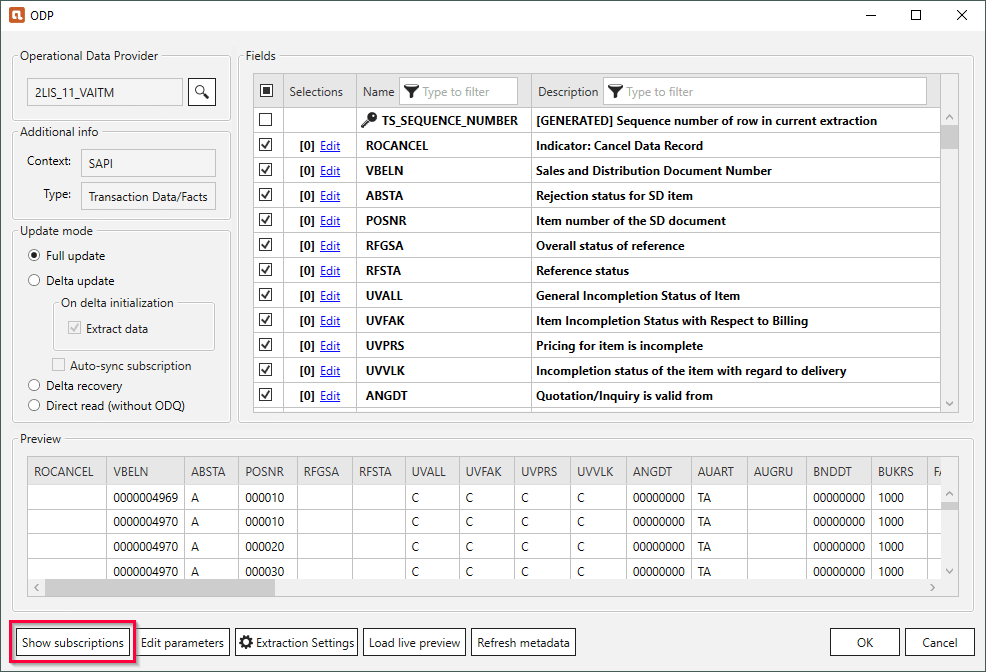 ODP
Operational Data Provider
2LIS_11_VAITM
Additional info
Context: SAPI
Type: Transaction Data/Facts
Update mode
Full update
Delta update
On delta initialization
Extract data
Auto-sync subscription
Delta recovery
Direct read (without ODQ)
Fields
Selections Name Type to filter Description Type to filter
TS_SEQUENCE_NUMBER [GENERATED] Sequence number of row in current extraction
[0] Edit ROCANCEL Indicator: Cancel Data Record
[0] Edit VBELN Sales and Distribution Document Number
[0] Edit ABSTA Rejection status for SD item
[0] Edit POSNR Item number of the SD document
[0] Edit RFGSA Overall status of reference
[0] Edit RFSTA Reference status
[0] Edit UVALL General Incompletion Status of Item
[0] Edit UVFAK Item Incompletion Status with Respect to Billing
[0] Edit UVPRS Pricing for item is incomplete
[0] Edit UVVLK Incompletion status of the item with regard to delivery
[0] Edit ANGDT Quotation/Inquiry is valid from
Preview
ROCANCEL VBELN ABSTA POSNR RFGSA RFSTA UVALL UVFAK UVPRS UVVLK ANGDT AUART AUGRU BNDDT BUKRS
0000004969 A 000010 C C C C 00000000 TA 00000000 1000
0000004970 A 000010 C C C C 00000000 TA 00000000 1000
0000004970 A 000020 C C C C 00000000 TA 00000000 1000
0000004970 A 000030 C C C C 00000000 TA 00000000 1000
Show subscriptions Edit parameters Extraction Settings Load live preview Refresh metadata OK Cancel